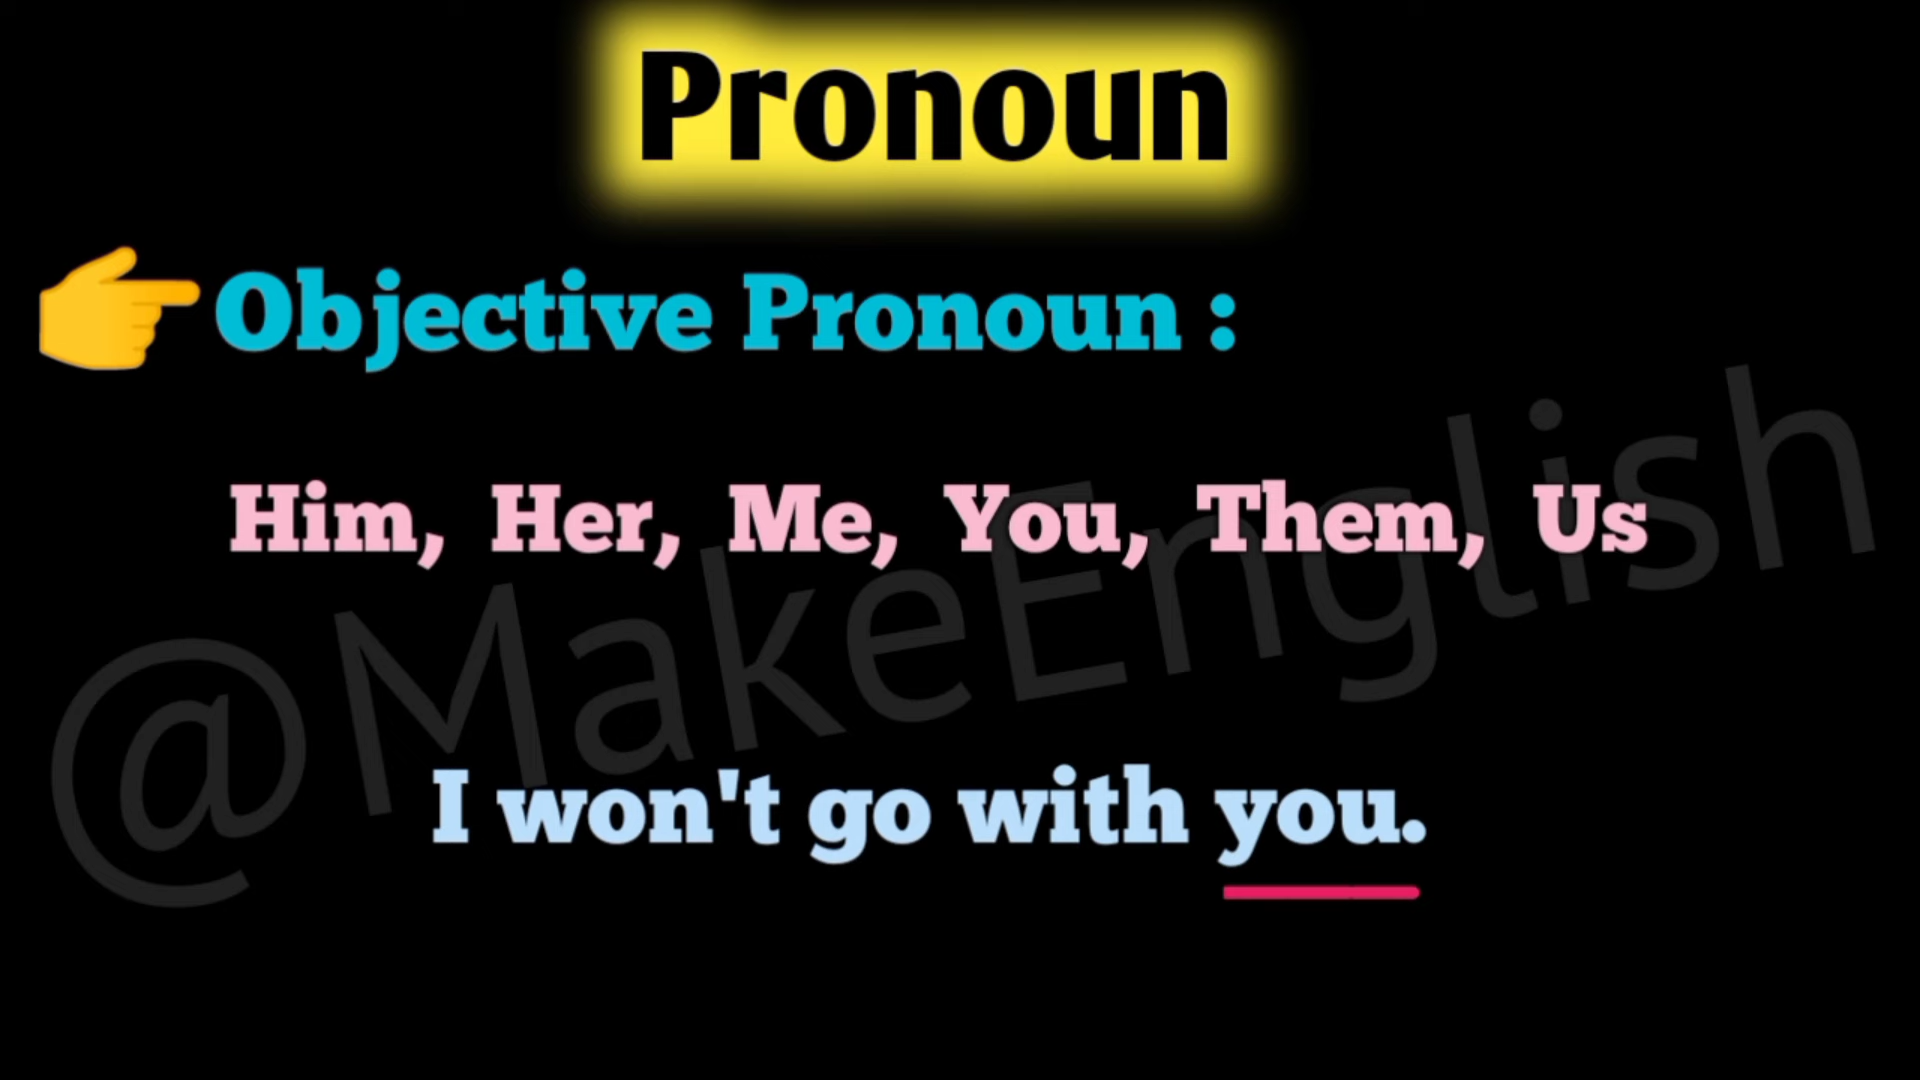 Pronoun
👉Objective Pronoun :
Him, Her, Me, You, Them, Us
@MakeEnglish
I won't go with you.